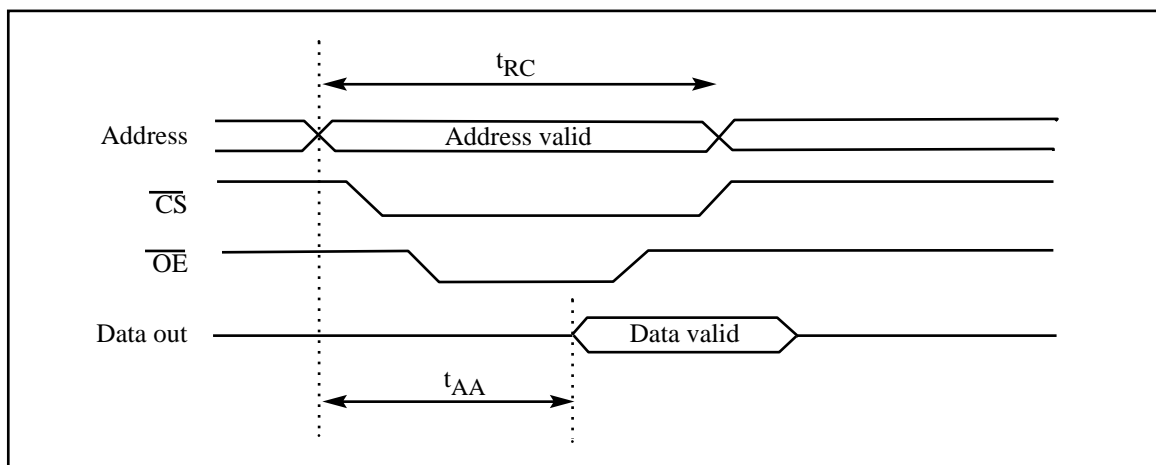 tRC
Address
Address valid
CS
OE
Data out
Data valid
tAA